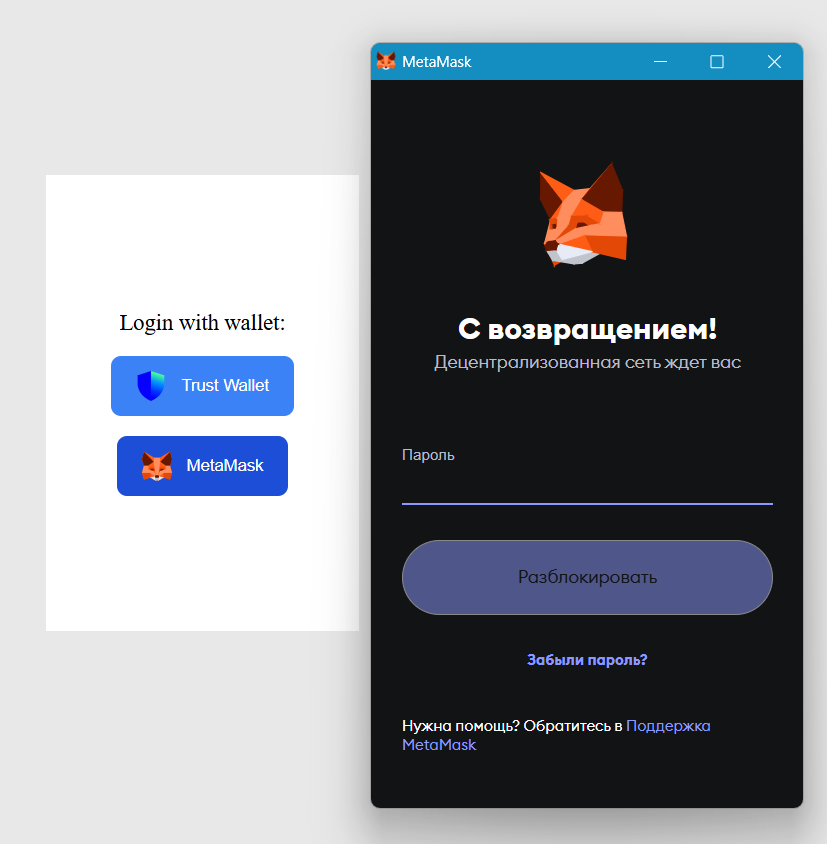 Login with wallet:
Trust Wallet
MetaMask
MetaMask
С возвращением!
Децентрализованная сеть ждет вас
Пароль
Разблокировать
Забыли пароль?
Нужна помощь? Обратитесь в Поддержка
MetaMask